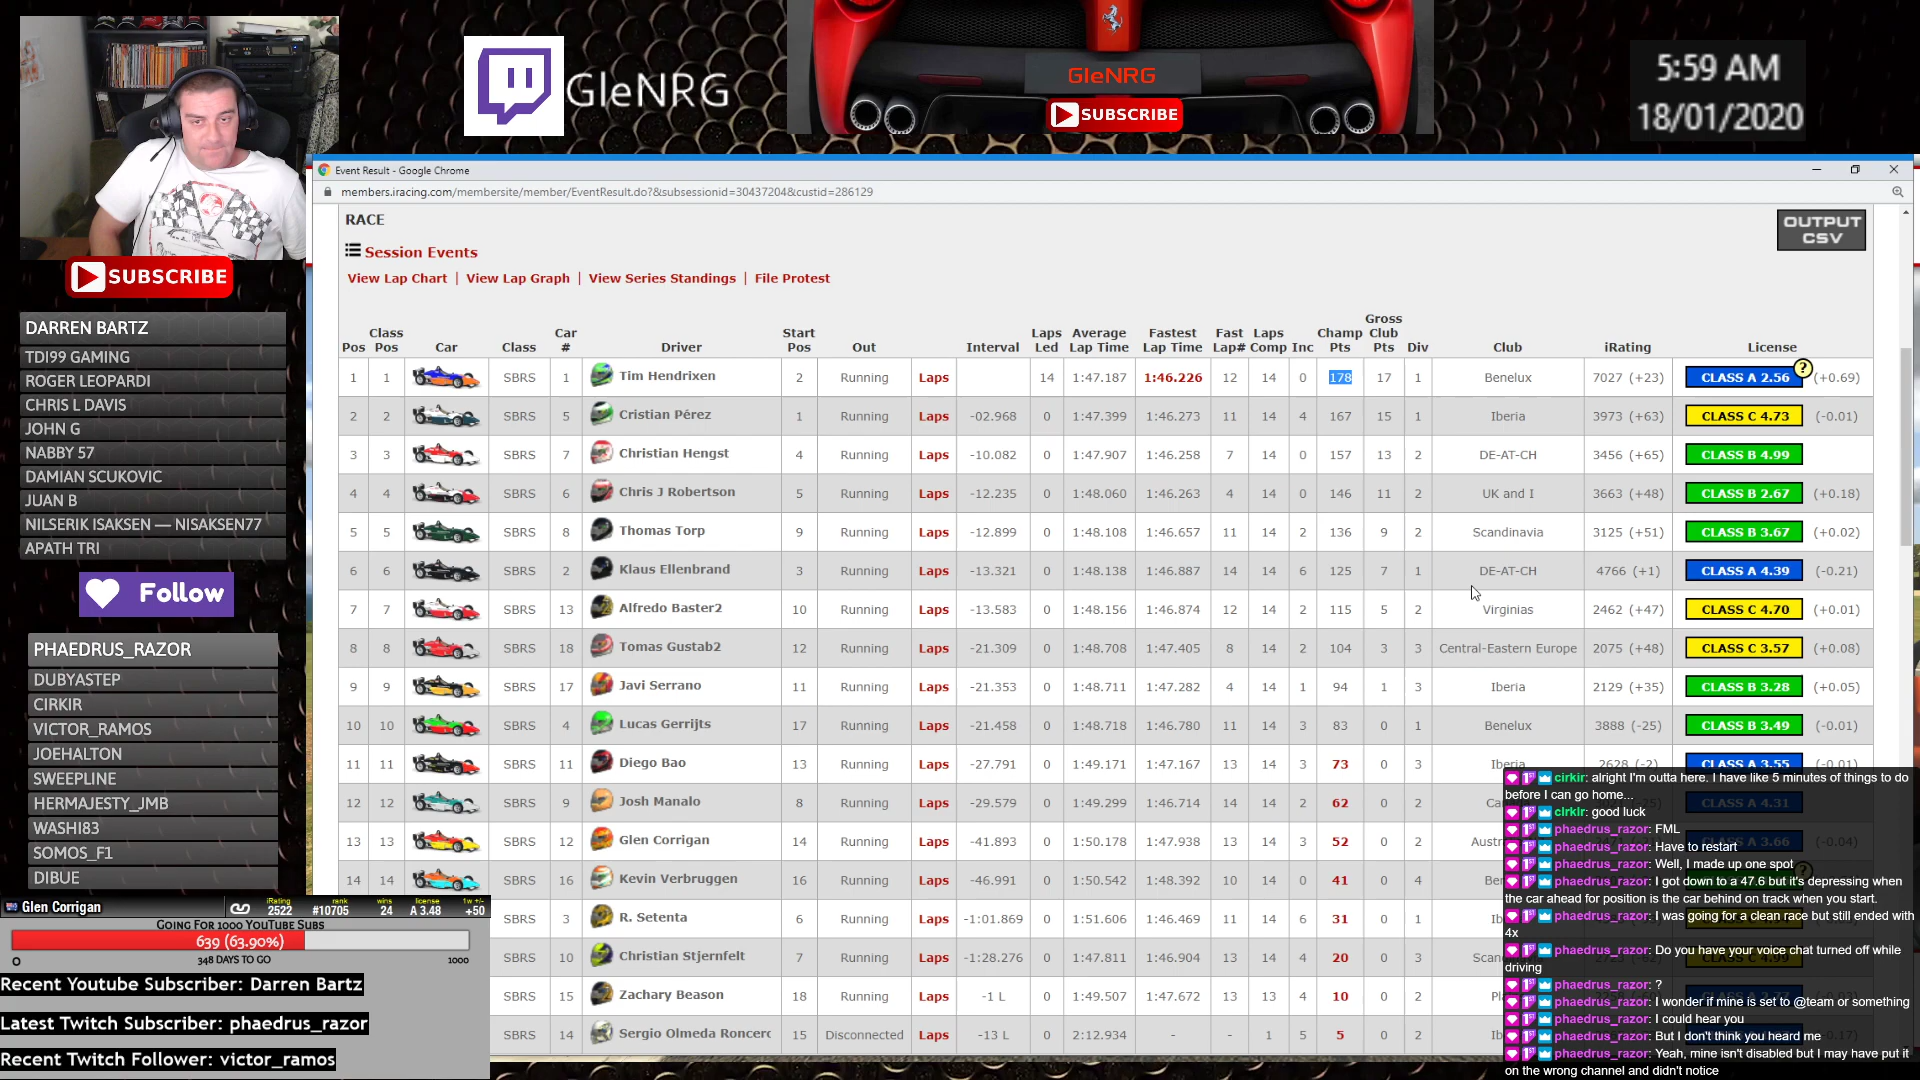 GleNRG
GleNRG
SUBSCRIBE
5:59 AM
18/01/2020
Event Result - Google Chrome
members.iracing.com/membersite/member/EventResult.do?&subsessionid=30437204&custid=286129
RACE
OUTPUT CSV
Session Events
View Lap Chart | View Lap Graph | View Series Standings | File Protest
Pos Class Pos Car Class Car # Driver Start Pos Out Interval Laps Led Average Lap Time Fastest Lap Time Fast Lap# Laps Comp Inc Champ Pts Gross Club Pts Div Club iRating License
1 1 SBRS 1 Tim Hendrixen 2 Running Laps 14 1:47.187 1:46.226 12 14 0 178 17 1 Benelux 7027 (+23) CLASS A 2.56 ? (+0.69)
2 2 SBRS 5 Cristian Pérez 1 Running Laps -02.968 0 1:47.399 1:46.273 11 14 4 167 15 1 Iberia 3973 (+63) CLASS C 4.73 (-0.01)
3 3 SBRS 7 Christian Hengst 4 Running Laps -10.082 0 1:47.907 1:46.258 7 14 0 157 13 2 DE-AT-CH 3456 (+65) CLASS B 4.99
4 4 SBRS 6 Chris J Robertson 5 Running Laps -12.235 0 1:48.060 1:46.263 4 14 0 146 11 2 UK and I 3663 (+48) CLASS B 2.67 (+0.18)
5 5 SBRS 8 Thomas Torp 9 Running Laps -12.899 0 1:48.108 1:46.657 11 14 2 136 9 2 Scandinavia 3125 (+51) CLASS B 3.67 (+0.02)
6 6 SBRS 2 Klaus Ellenbrand 3 Running Laps -13.321 0 1:48.138 1:46.887 14 14 6 125 7 1 DE-AT-CH 4766 (+1) CLASS A 4.39 (-0.21)
7 7 SBRS 13 Alfredo Baster2 10 Running Laps -13.583 0 1:48.156 1:46.874 12 14 2 115 5 2 Virginias 2462 (+47) CLASS C 4.70 (+0.01)
8 8 SBRS 18 Tomas Gustab2 12 Running Laps -21.309 0 1:48.708 1:47.405 8 14 2 104 3 3 Central-Eastern Europe 2075 (+48) CLASS C 3.57 (+0.08)
9 9 SBRS 17 Javi Serrano 11 Running Laps -21.353 0 1:48.711 1:47.282 4 14 1 94 1 3 Iberia 2129 (+35) CLASS B 3.28 (+0.05)
10 10 SBRS 4 Lucas Gerrijts 17 Running Laps -21.458 0 1:48.718 1:46.780 11 14 3 83 0 1 Benelux 3888 (-25) CLASS B 3.49 (-0.01)
11 11 SBRS 11 Diego Bao 13 Running Laps -27.791 0 1:49.171 1:47.167 13 14 3 73 0 3 Iberia 2628 (-2) CLASS A 3.55 (-0.01)
12 12 SBRS 9 Josh Manalo 8 Running Laps -29.579 0 1:49.299 1:46.714 14 14 2 62 0 2 CLASS A 4.31
13 13 SBRS 12 Glen Corrigan 14 Running Laps -41.893 0 1:50.178 1:47.938 13 14 3 52 0 2 (-0.04)
14 14 SBRS 16 Kevin Verbruggen 16 Running Laps -46.991 0 1:50.542 1:48.392 10 14 0 41 0 4
SBRS 3 R. Setenta 6 Running Laps -1:01.869 0 1:51.606 1:46.469 11 14 6 31 0 1
SBRS 10 Christian Stjernfelt 7 Running Laps -1:28.276 0 1:47.811 1:46.904 13 14 4 20 0 3
SBRS 15 Zachary Beason 18 Running Laps -1 L 0 1:49.507 1:47.672 13 13 4 10 0 2
SBRS 14 Sergio Olmeda Roncerc 15 Disconnected Laps -13 L 0 2:12.934 - - 1 5 5 0 2
SUBSCRIBE
DARREN BARTZ
TDI99 GAMING
ROGER LEOPARDI
CHRIS L DAVIS
JOHN G
NABBY 57
DAMIAN SCUKOVIC
JUAN B
NILSERIK ISAKSEN — NISAKSEN77
APATH TRI
Follow
PHAEDRUS_RAZOR
DUBYASTEP
CIRKIR
VICTOR_RAMOS
JOEHALTON
SWEEPLINE
HERMAJESTY_JMB
WASHI83
SOMOS_F1
DIBUE
Glen Corrigan iRating 2522 rank #10705 wins 24 license A 3.48 1w +/- +50
GOING FOR 1000 YOUTUBE SUBS
639 (63.90%)
0 348 DAYS TO GO 1000
Recent Youtube Subscriber: Darren Bartz
Latest Twitch Subscriber: phaedrus_razor
Recent Twitch Follower: victor_ramos
cirkir: alright I'm outta here. I have like 5 minutes of things to do
before I can go home...
cirkir: good luck
phaedrus_razor: FML
phaedrus_razor: Have to restart
phaedrus_razor: Well, I made up one spot
phaedrus_razor: I got down to a 47.6 but it's depressing when
the car ahead for position is the car behind on track when you start.
phaedrus_razor: I was going for a clean race but still ended with
4x
phaedrus_razor: Do you have your voice chat turned off while
driving
phaedrus_razor: ?
phaedrus_razor: I wonder if mine is set to @team or something
phaedrus_razor: I could hear you
phaedrus_razor: But I don't think you heard me
phaedrus_razor: Yeah, mine isn't disabled but I may have put it
on the wrong channel and didn't notice